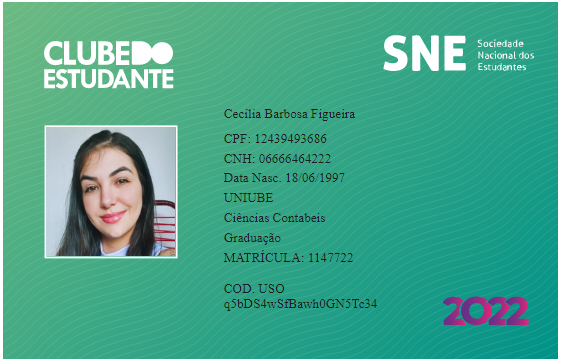 CLUBEDO
ESTUDANTE
SNE
Sociedade
Nacional dos
Estudantes
Cecília Barbosa Figueira
CPF: 12439493686
CNH: 06666464222
Data Nasc. 18/06/1997
UNIUBE
Ciências Contabeis
Graduação
MATRÍCULA: 1147722
COD. USO
q5bDS4wSfBawh0GN5Tc34
2022